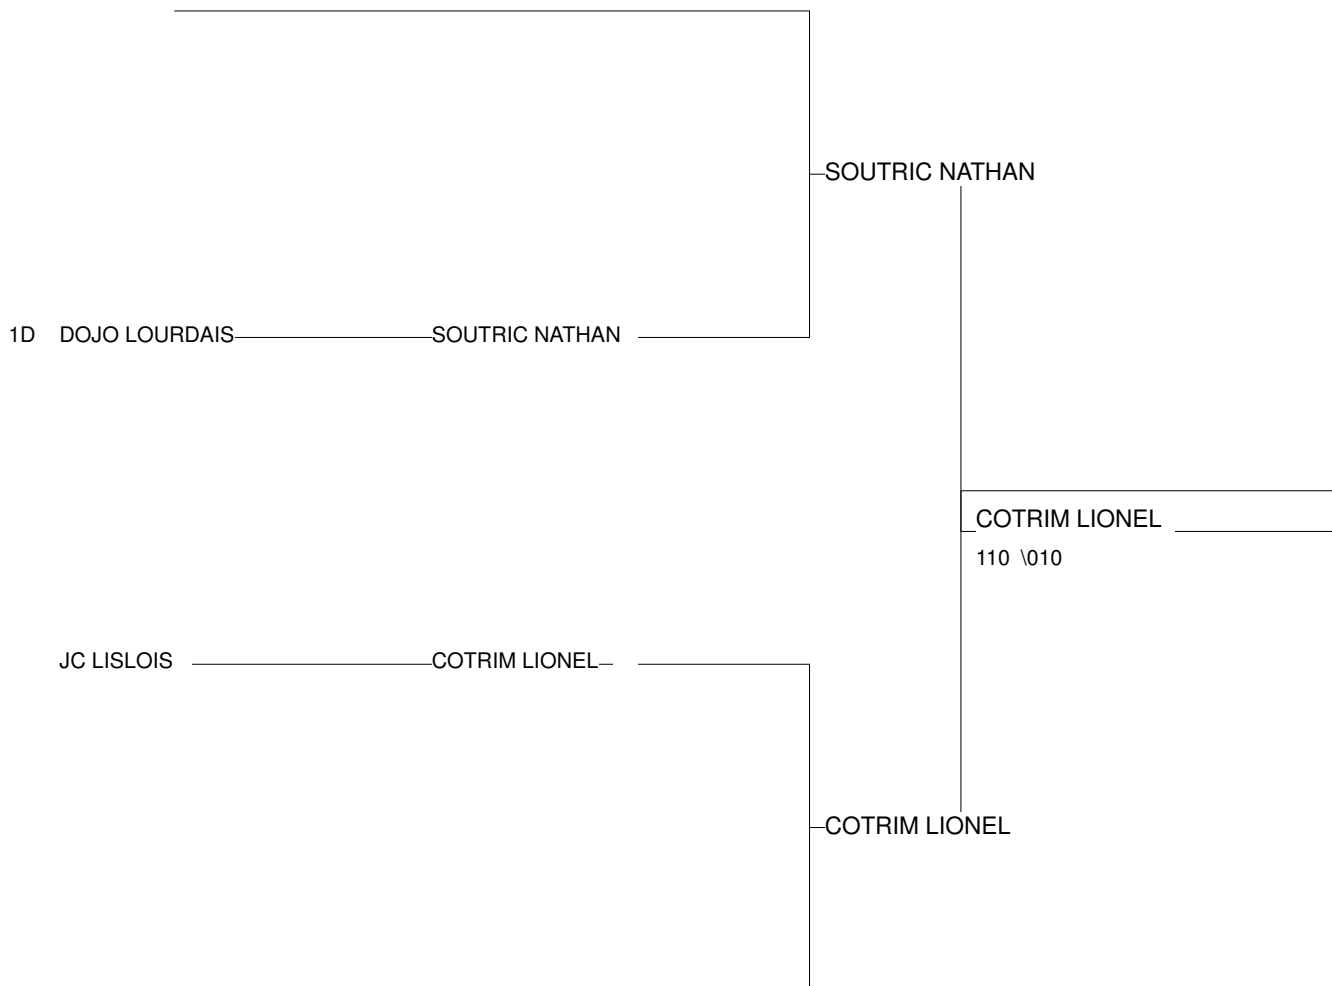 SOUTRIC NATHAN
1D DOJO LOURDAIS SOUTRIC NATHAN
COTRIM LIONEL
110 \010
JC LISLOIS COTRIM LIONEL
COTRIM LIONEL